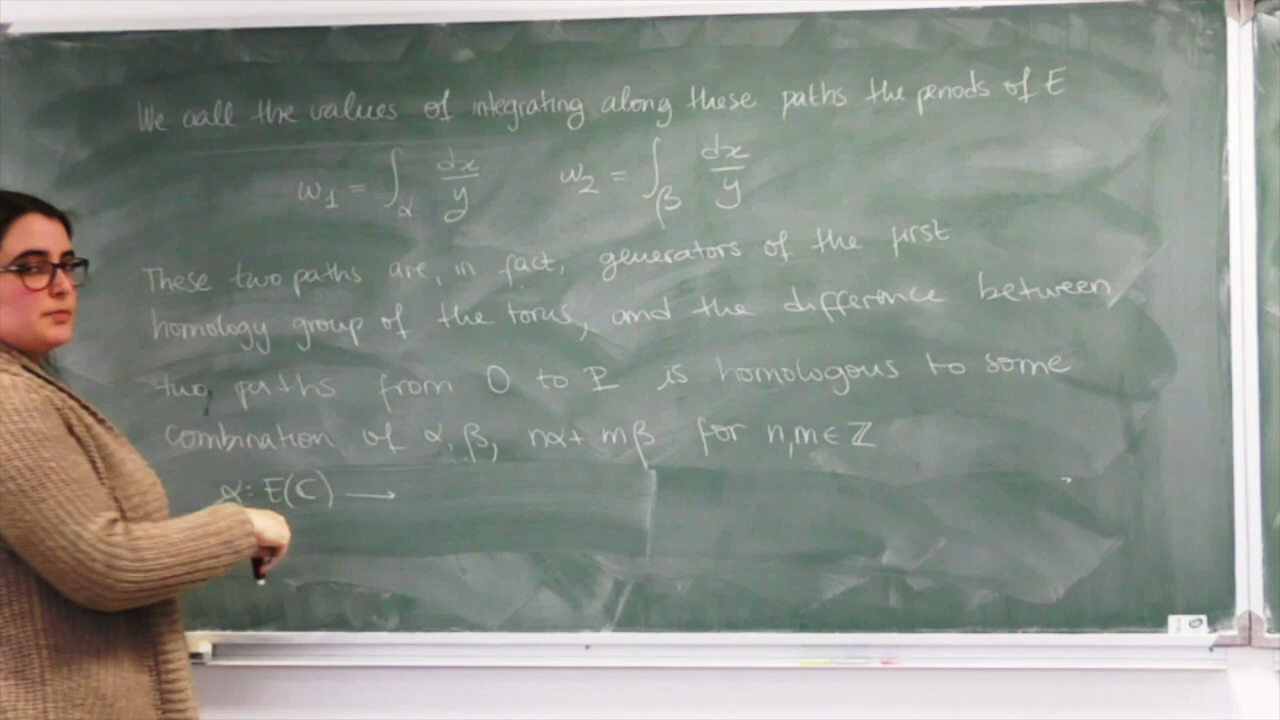 We call the values of integrating along these paths the periods of E
ω₁ = ∫_α dx/y ω₂ = ∫_β dx/y
These two paths are, in fact, generators of the first
homology group of the torus, and the difference between
two paths from O to P is homologous to some
combination of α, β, nα + mβ for n,m ∈ ℤ
α: E(C) →